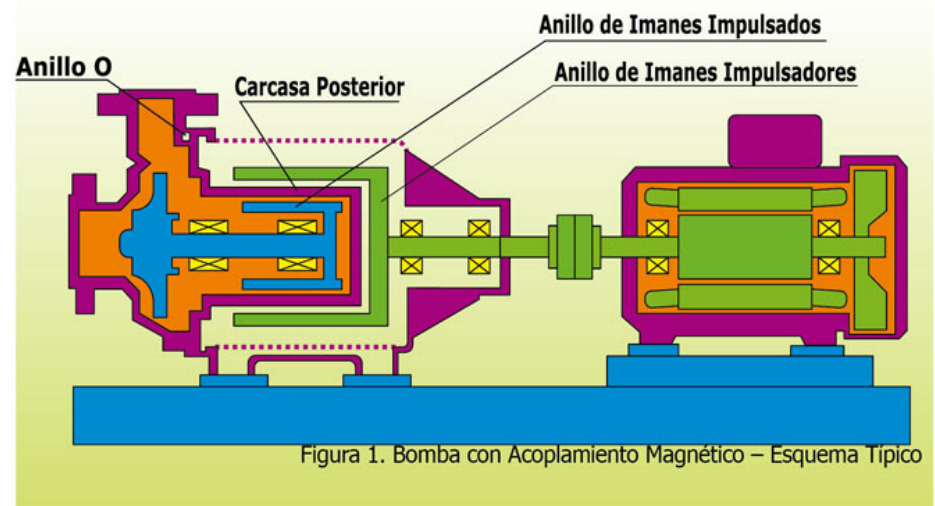 Anillo de Imanes Impulsados
Anillo O
Anillo de Imanes Impulsadores
Carcasa Posterior
Figura 1. Bomba con Acoplamiento Magnético – Esquema Típico